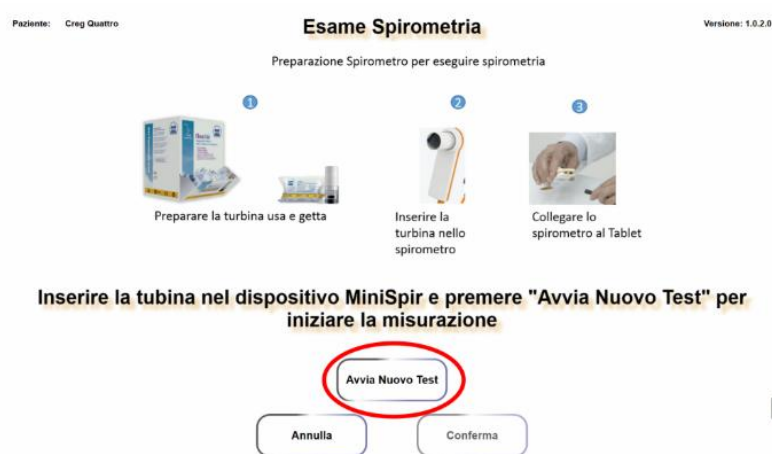 Paziente: Creg Quattro
Esame Spirometria
Versione: 1.0.2.0
Preparazione Spirometro per eseguire spirometria
1
2
3
Preparare la turbina usa e getta
Inserire la
turbina nello
spirometro
Collegare lo
spirometro al Tablet
Inserire la tubina nel dispositivo MiniSpir e premere "Avvia Nuovo Test" per
iniziare la misurazione
Avvia Nuovo Test
Annulla
Conferma